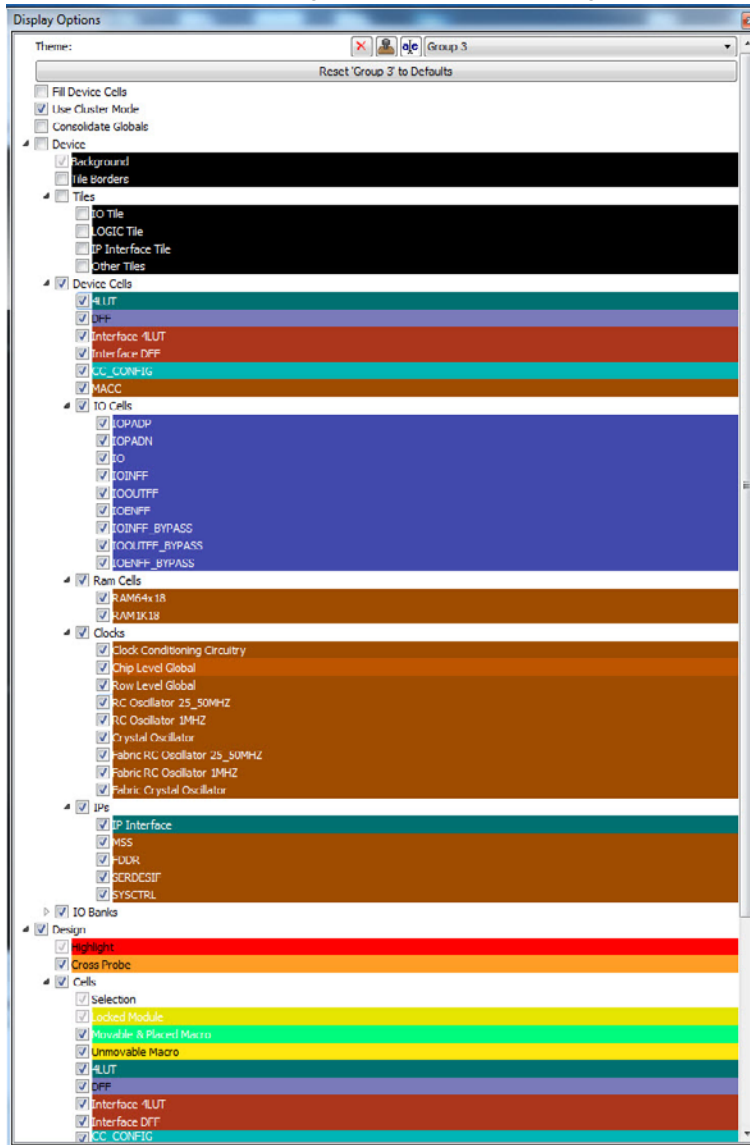 Display Options
Theme:
a|c Group 3
Reset 'Group 3' to Defaults
Fill Device Cells
Use Cluster Mode
Consolidate Globals
Device
Background
Tile Borders
Tiles
IO Tile
LOGIC Tile
IP Interface Tile
Other Tiles
Device Cells
4LUT
DFF
Interface 4LUT
Interface DFF
CC_CONFIG
MACC
IO Cells
IOPADP
IOPADN
IO
IOINFF
IOOUTFF
IOENFF
IOINFF_BYPASS
IOOUTFF_BYPASS
IOENFF_BYPASS
Ram Cells
RAM64x18
RAM1K18
Clocks
Clock Conditioning Circuitry
Chip Level Global
Row Level Global
RC Oscillator 25_50MHZ
RC Oscillator 1MHZ
Crystal Oscillator
Fabric RC Oscillator 25_50MHZ
Fabric RC Oscillator 1MHZ
Fabric Crystal Oscillator
IPs
IP Interface
MSS
FDDR
SERDESIF
SYSCTRL
IO Banks
Design
Highlight
Cross Probe
Cells
Selection
Locked Module
Movable & Placed Macro
Unmovable Macro
4LUT
DFF
Interface 4LUT
Interface DFF
CC_CONFIG